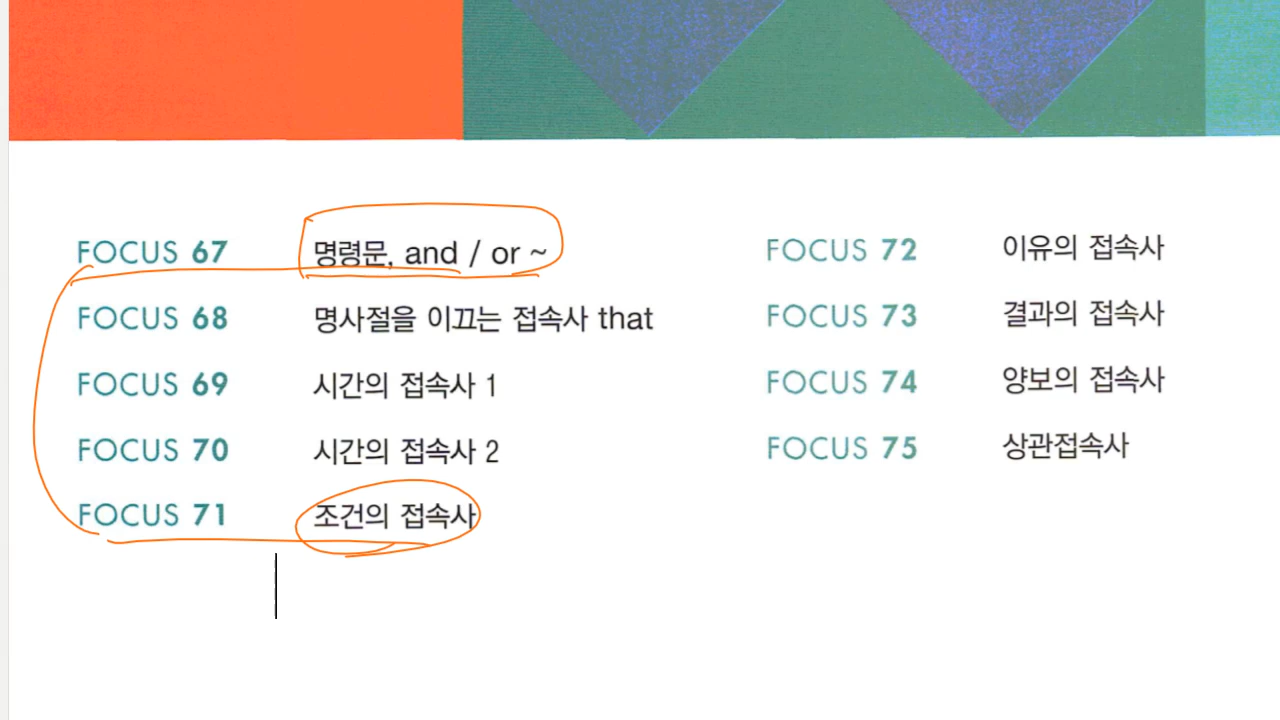 FOCUS 67 명령문, and / or ~
FOCUS 68 명사절을 이끄는 접속사 that
FOCUS 69 시간의 접속사 1
FOCUS 70 시간의 접속사 2
FOCUS 71 조건의 접속사
FOCUS 72 이유의 접속사
FOCUS 73 결과의 접속사
FOCUS 74 양보의 접속사
FOCUS 75 상관접속사